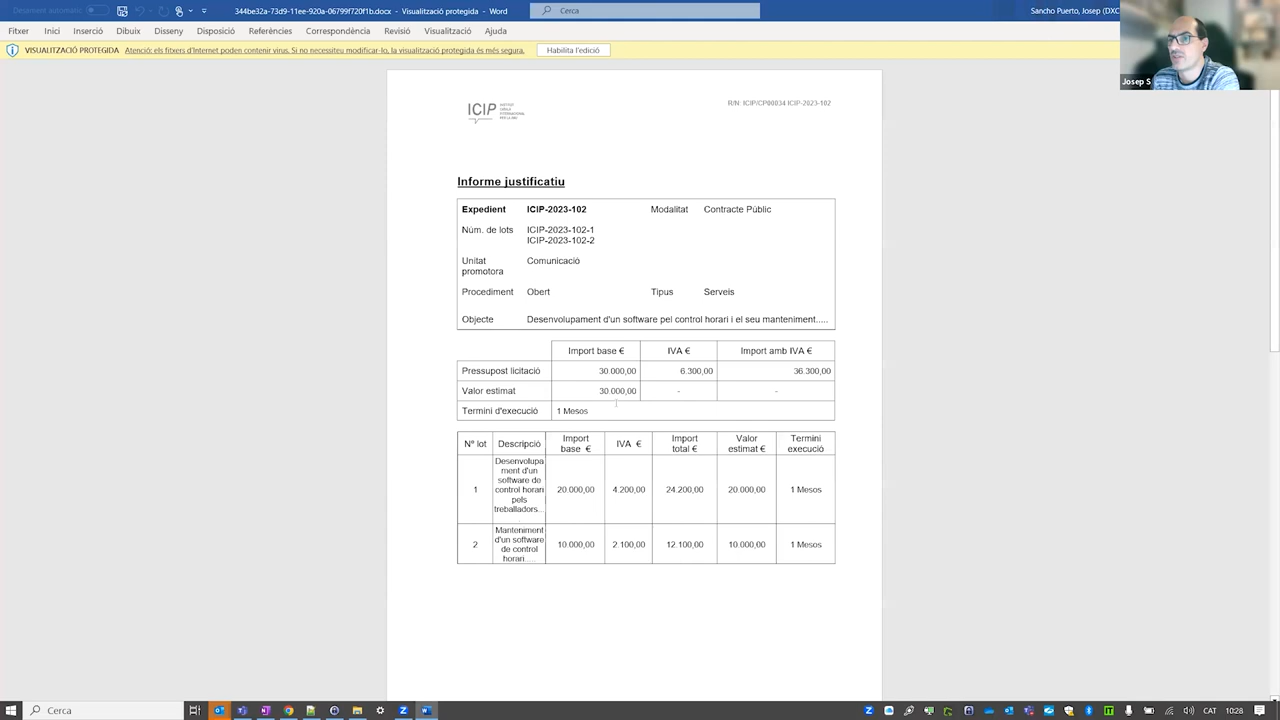 Desament automàtic
344be32a-73d9-11ee-960a-06799f7201fb.docx - Visualització protegida - Word
Cerca
Sancho Puerto, Josep (DXC
Fitxer Inici Inserció Dibuix Disseny Disposició Referències Correspondència Revisió Visualització Ajuda
VISUALITZACIÓ PROTEGIDA Atenció: els fitxers d'Internet poden contenir virus. Si no necessiteu modificar-lo, la visualització protegida és més segura. Habilita l'edició
Josep S
ICIP
R/N: ICIP/CP00034 ICIP-2023-102
Informe justificatiu
Expedient ICIP-2023-102 Modalitat Contracte Públic
Núm. de lots ICIP-2023-102-1
ICIP-2023-102-2
Unitat promotora Comunicació
Procediment Obert Tipus Serveis
Objecte Desenvolupament d'un software pel control horari i el seu manteniment.....
Import base € IVA € Import amb IVA €
Pressupost licitació 30.000,00 6.300,00 36.300,00
Valor estimat 30.000,00 - -
Termini d'execució 1 Mesos
Nº lot Descripció Import base € IVA € Import total € Valor estimat € Termini execució
1 Desenvolupament d'un software de control horari pels treballadors.... 20.000,00 4.200,00 24.200,00 20.000,00 1 Mesos
2 Manteniment d'un software de control horari..... 10.000,00 2.100,00 12.100,00 10.000,00 1 Mesos
Cerca
CAT
10:28